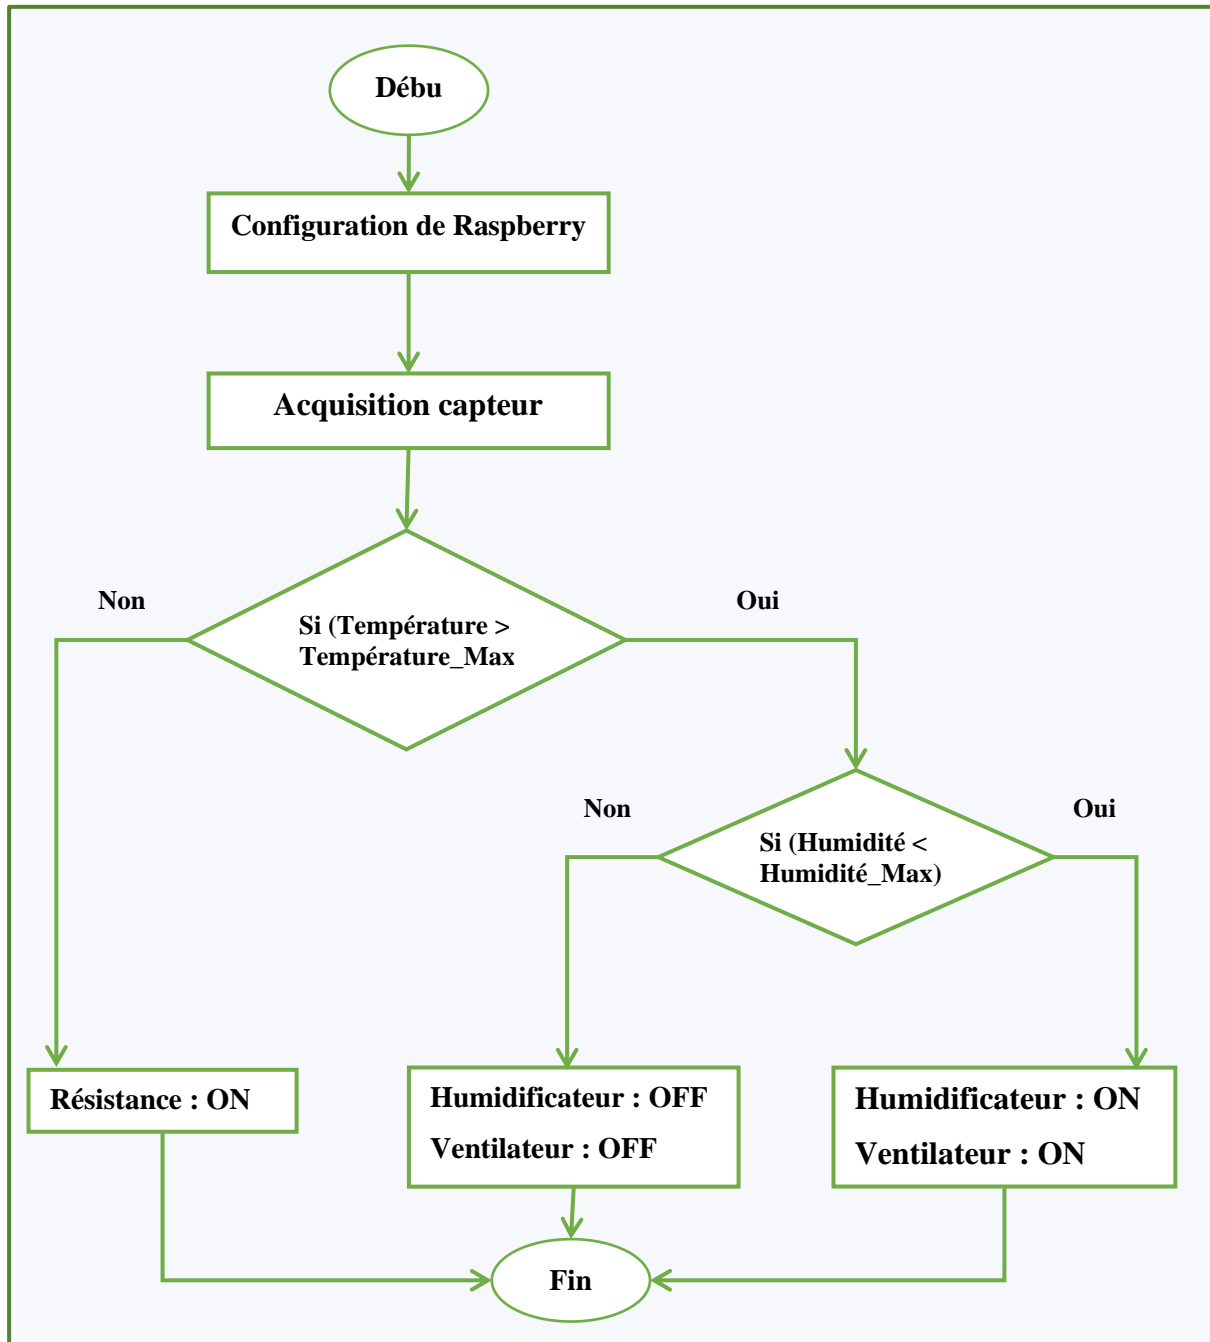 Débu
Configuration de Raspberry
Acquisition capteur
Non
Oui
Si (Température >
Température_Max
Non
Oui
Si (Humidité <
Humidité_Max)
Résistance : ON
Humidificateur : OFF
Ventilateur : OFF
Humidificateur : ON
Ventilateur : ON
Fin